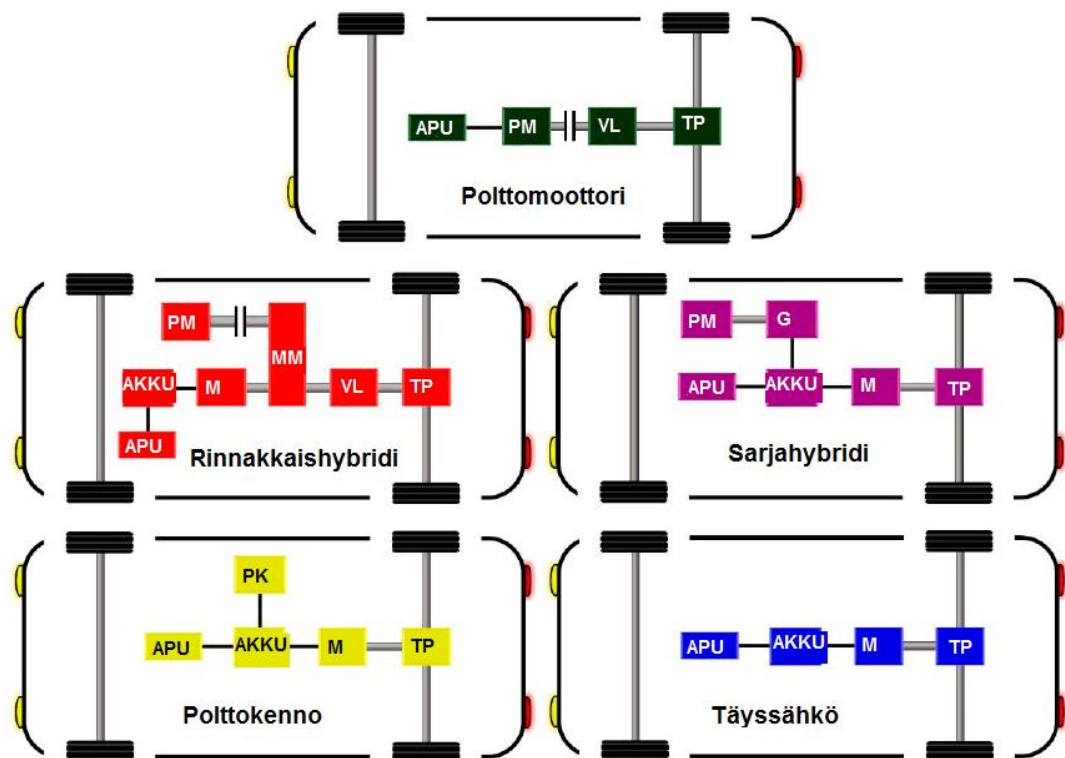 APU PM VL TP
Polttomoottori
PM
MM
AKKU M VL TP
APU
Rinnakkaishybridi
PM G
APU AKKU M TP
Sarjahybridi
PK
APU AKKU M TP
Polttokenno
APU AKKU M TP
Täyssähkö